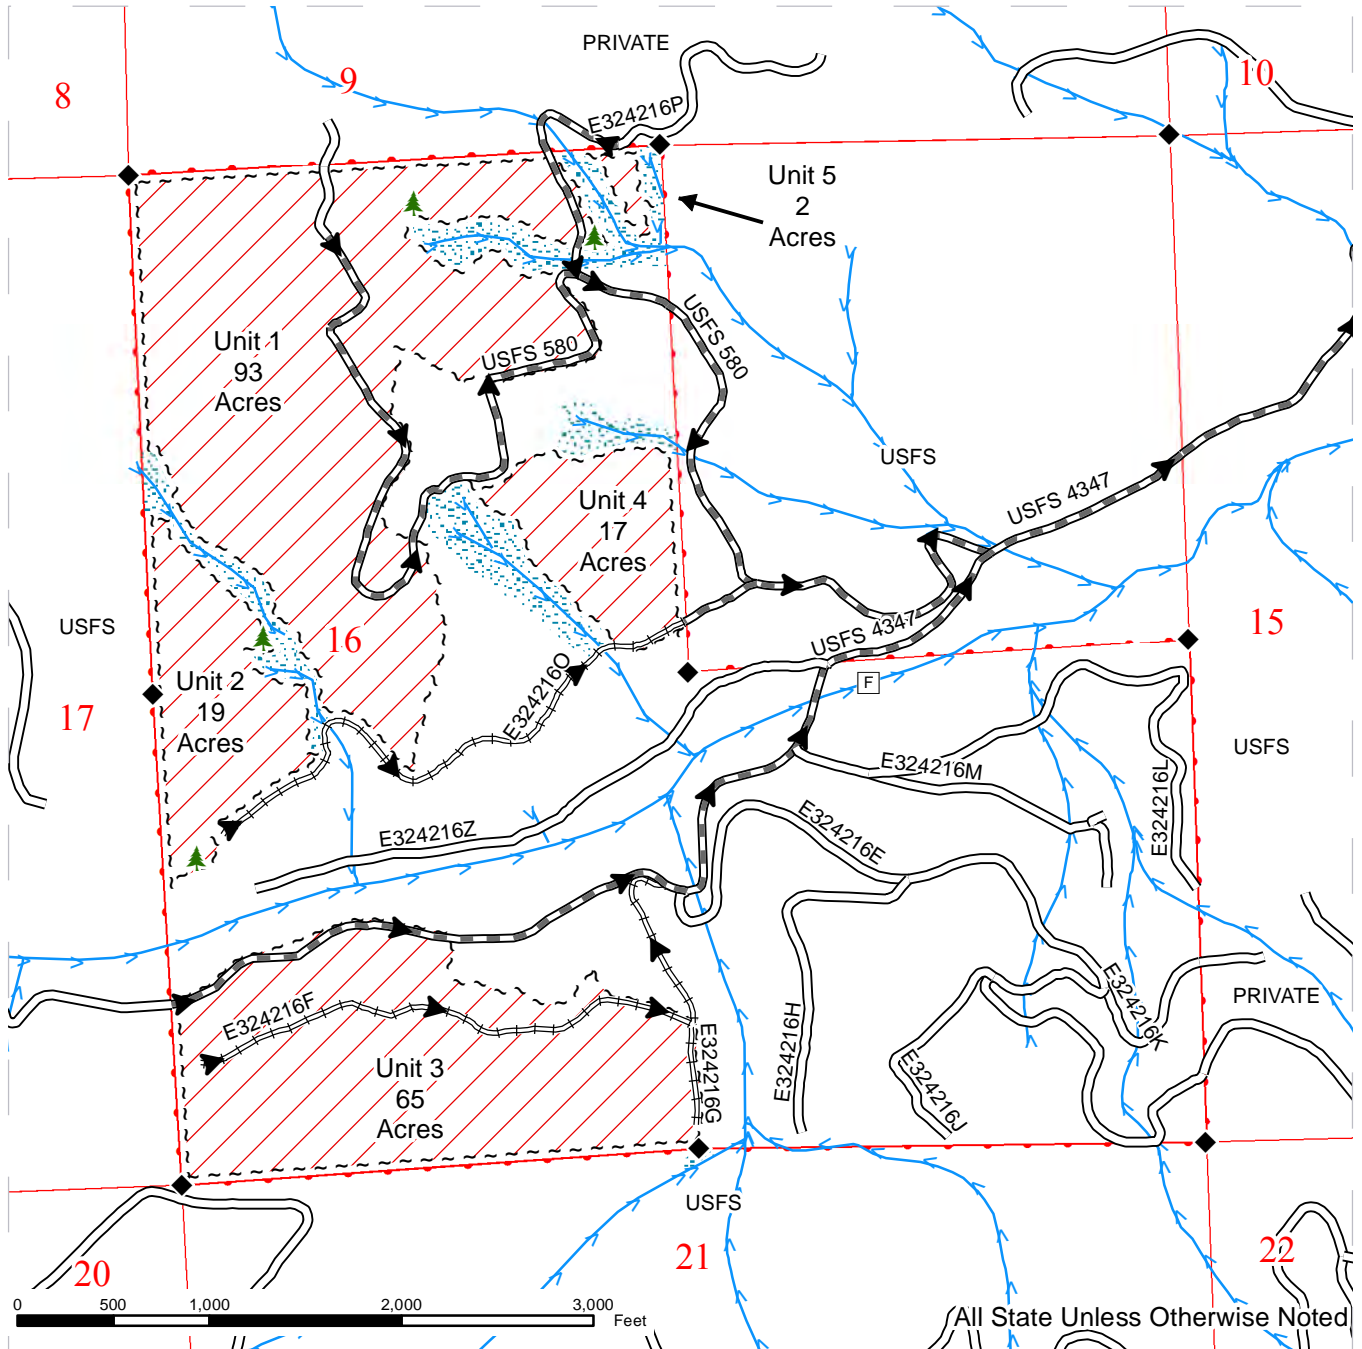 PRIVATE
8
9
10
E324216P
Unit 5
2
Acres
Unit 1
93
Acres
USFS 580
USFS 580
USFS
Unit 4
17
Acres
USFS 4347
USFS
16
15
USFS 4347
E324216O
F
Unit 2
19
Acres
17
USFS
E324216M
E324216L
E324216Z
E324216E
E324216F
E324216H
E324216K
PRIVATE
Unit 3
65
Acres
E324216G
E324216J
USFS
20
21
22
0 500 1,000 2,000 3,000
Feet
All State Unless Otherwise Noted